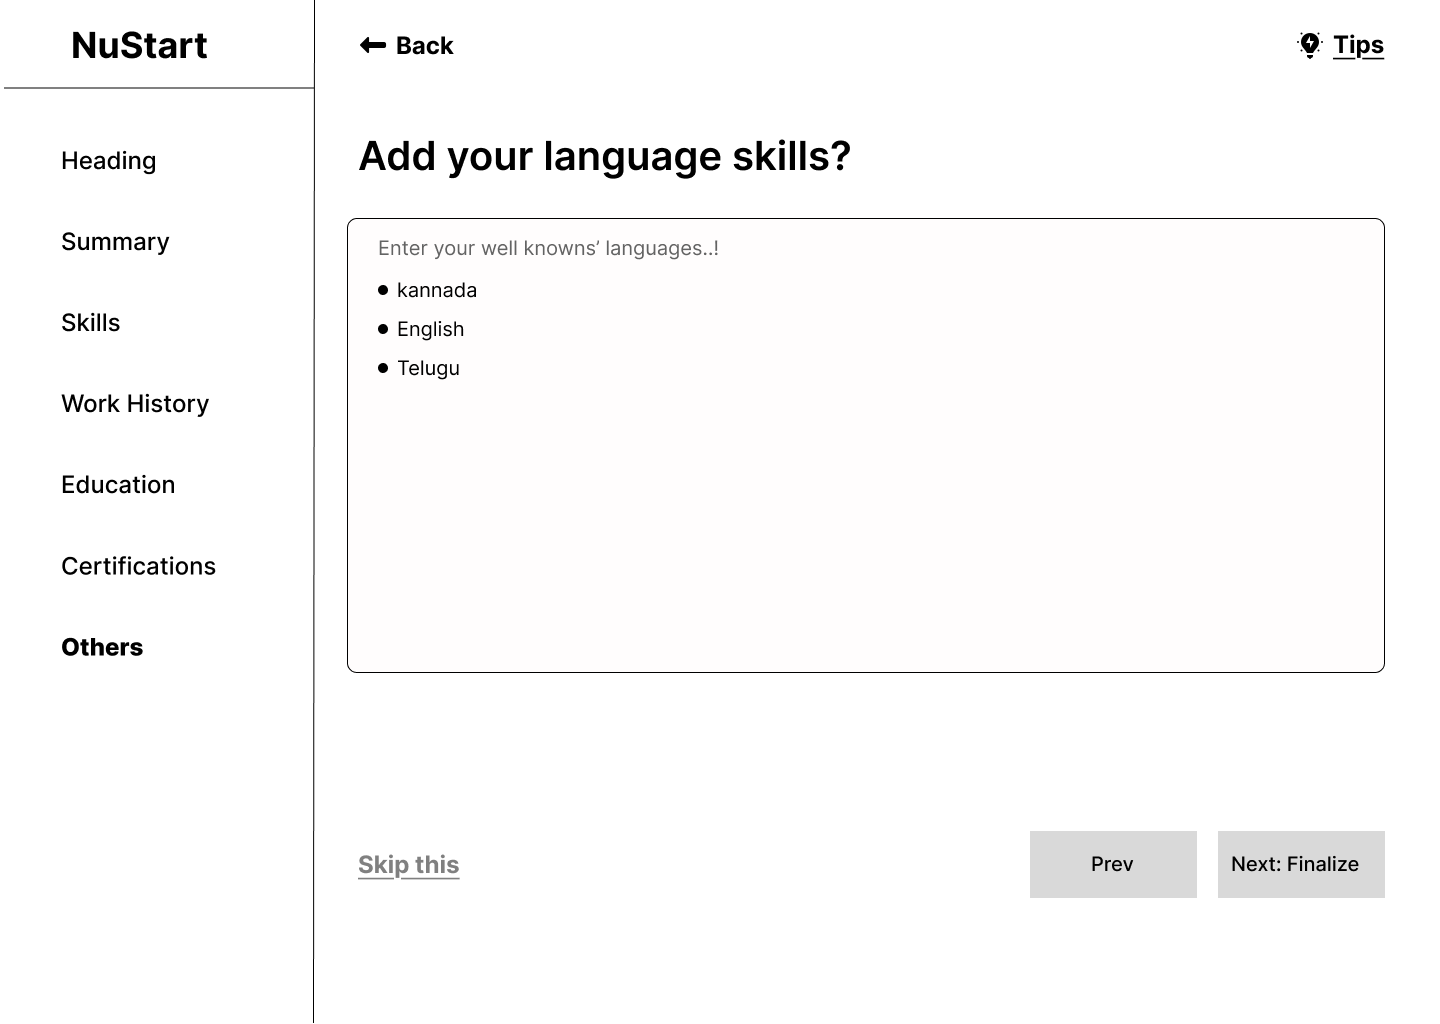 NuStart
Heading
Summary
Skills
Work History
Education
Certifications
Others
Back
Tips
Add your language skills?
Enter your well knowns’ languages..!
kannada
English
Telugu
Skip this
Prev
Next: Finalize